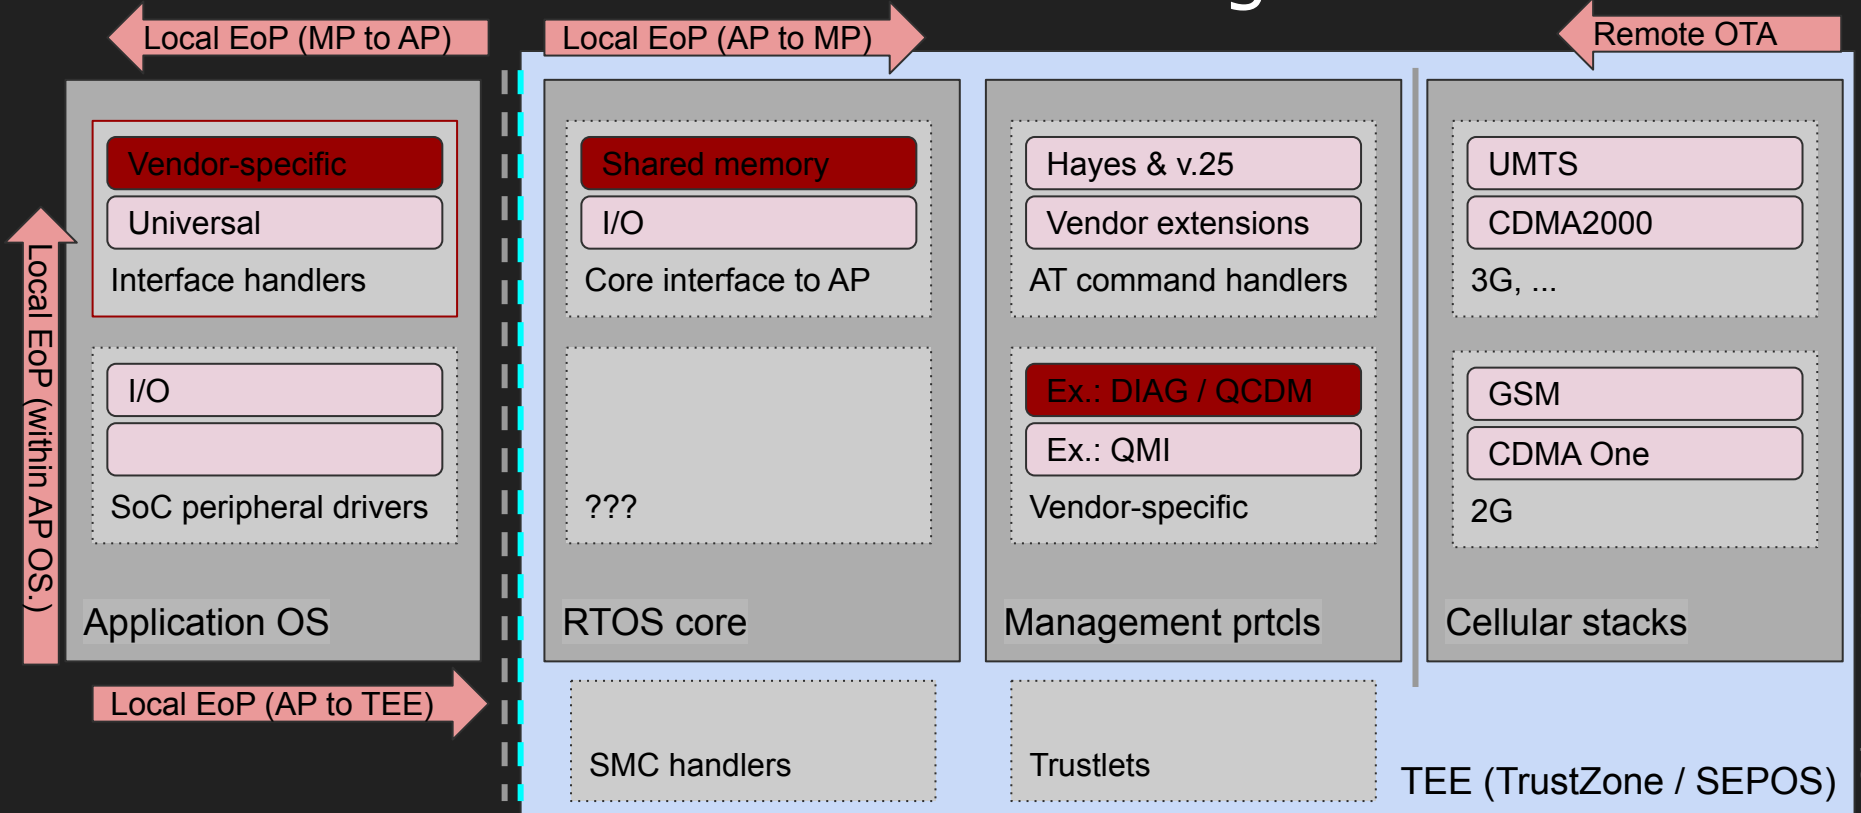 Local EoP (MP to AP)
Local EoP (AP to MP)
Remote OTA
Local EoP (within AP OS.)
Vendor-specific
Universal
Interface handlers
I/O
SoC peripheral drivers
Application OS
Local EoP (AP to TEE)
Shared memory
I/O
Core interface to AP
???
RTOS core
SMC handlers
Hayes & v.25
Vendor extensions
AT command handlers
Ex.: DIAG / QCDM
Ex.: QMI
Vendor-specific
Management prtcls
Trustlets
UMTS
CDMA2000
3G, ...
GSM
CDMA One
2G
Cellular stacks
TEE (TrustZone / SEPOS)